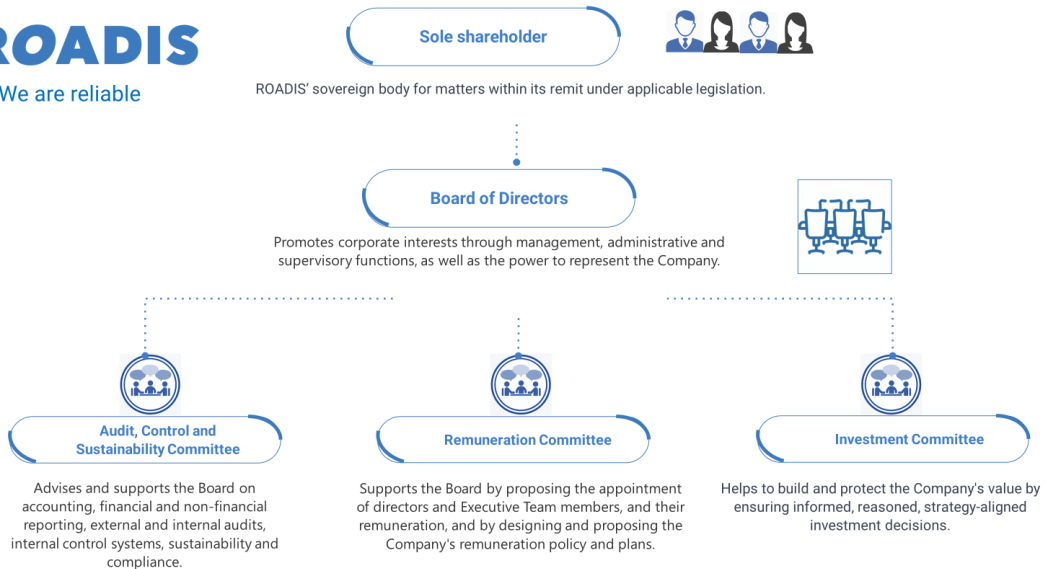 ROADIS
We are reliable
Sole shareholder
ROADIS' sovereign body for matters within its remit under applicable legislation.
Board of Directors
Promotes corporate interests through management, administrative and
supervisory functions, as well as the power to represent the Company.
Audit, Control and
Sustainability Committee
Advises and supports the Board on
accounting, financial and non-financial
reporting, external and internal audits,
internal control systems, sustainability and
compliance.
Remuneration Committee
Supports the Board by proposing the appointment
of directors and Executive Team members, and their
remuneration, and by designing and proposing the
Company's remuneration policy and plans.
Investment Committee
Helps to build and protect the Company's value by
ensuring informed, reasoned, strategy-aligned
investment decisions.